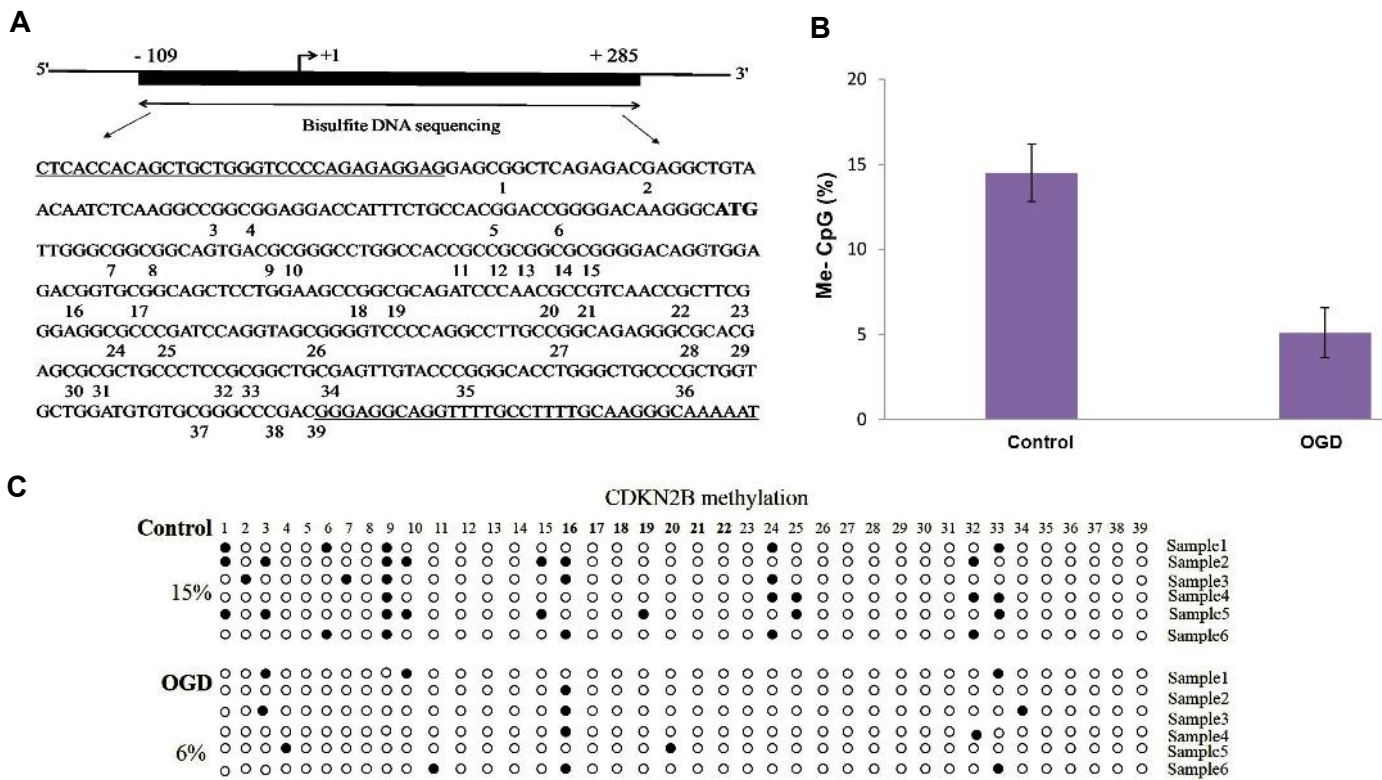 A
- 109
+1
+ 285
5'
3'
Bisulfite DNA sequencing
CTCACCACAGCTGCTGGGTCCCCAGAGAGGAGGAGCGGCTCAGAGACGAGGCTGTA
1 2
ACAATCTCAAGGCCGGCGGAGGACCATTTCTGCCACGGACCGGGGACAAGGGCATG
3 4 5 6
TTGGGCGGCGGCAGTGACGCGGGCCTGGCCACCGCCGCGGCGCGGGGACAGGTGGA
7 8 9 10 11 12 13 14 15
GACGGTGCGGCAGCTCCTGGAAGCCGGCGCAGATCCCAACGCCGTCAACCGCTTCG
16 17 18 19 20 21 22 23
GGAGGCGCCCGATCCAGGTAGCGGGGTCCCCAGGCCTTGCCGGCAGAGGGCGCACG
24 25 26 27 28 29
AGCGCGCTGCCCTCCGCGGCTGCGAGTTGTACCCGGGCACCTGGGCTGCCCGCTGGT
30 31 32 33 34 35 36
GCTGGATGTGTGCGGGCCCGACGGGAGGCAGGTTTTGCCTTTTGCAAGGGCAAAAAT
37 38 39
B
Me- CpG (%)
20
15
10
5
0
Control OGD
C
CDKN2B methylation
Control 1 2 3 4 5 6 7 8 9 10 11 12 13 14 15 16 17 18 19 20 21 22 23 24 25 26 27 28 29 30 31 32 33 34 35 36 37 38 39
Sample1
Sample2
Sample3
15%
Sample4
Sample5
Sample6
OGD
Sample1
Sample2
Sample3
Sample4
6%
Sample5
Sample6